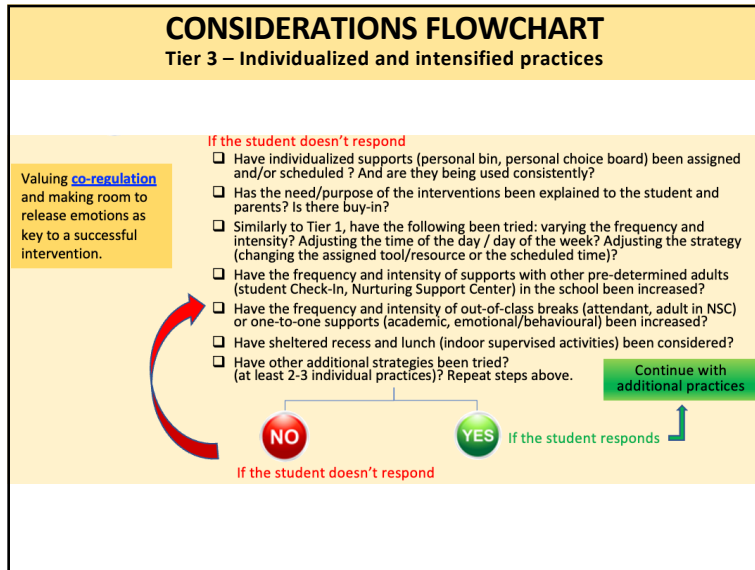 CONSIDERATIONS FLOWCHART
Tier 3 – Individualized and intensified practices
If the student doesn't respond
Valuing co-regulation
and making room to
release emotions as
key to a successful
intervention.
❑ Have individualized supports (personal bin, personal choice board) been assigned
and/or scheduled ? And are they being used consistently?
❑ Has the need/purpose of the interventions been explained to the student and
parents? Is there buy-in?
❑ Similarly to Tier 1, have the following been tried: varying the frequency and
intensity? Adjusting the time of the day / day of the week? Adjusting the strategy
(changing the assigned tool/resource or the scheduled time)?
❑ Have the frequency and intensity of supports with other pre-determined adults
(student Check-In, Nurturing Support Center) in the school been increased?
❑ Have the frequency and intensity of out-of-class breaks (attendant, adult in NSC)
or one-to-one supports (academic, emotional/behavioural) been increased?
❑ Have sheltered recess and lunch (indoor supervised activities) been considered?
❑ Have other additional strategies been tried?
(at least 2-3 individual practices)? Repeat steps above.
Continue with
additional practices
NO
YES
If the student responds
If the student doesn't respond